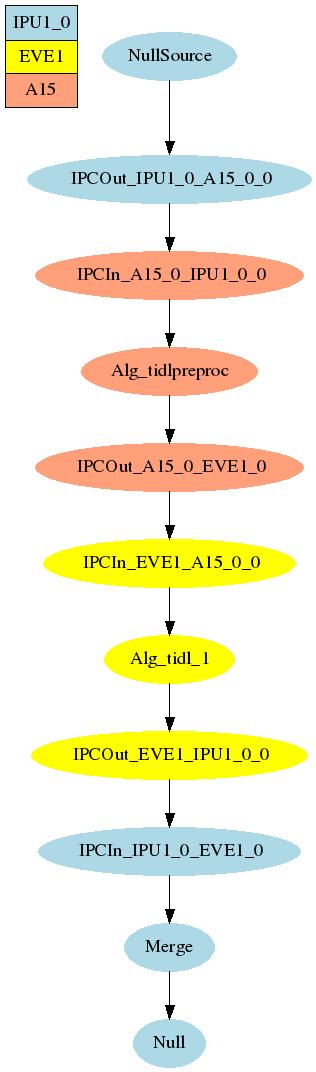 IPU1_0
EVE1
A15
NullSource
IPCOut_IPU1_0_A15_0_0
IPCIn_A15_0_IPU1_0_0
Alg_tidlpreproc
IPCOut_A15_0_EVE1_0
IPCIn_EVE1_A15_0_0
Alg_tidl_1
IPCOut_EVE1_IPU1_0_0
IPCIn_IPU1_0_EVE1_0
Merge
Null